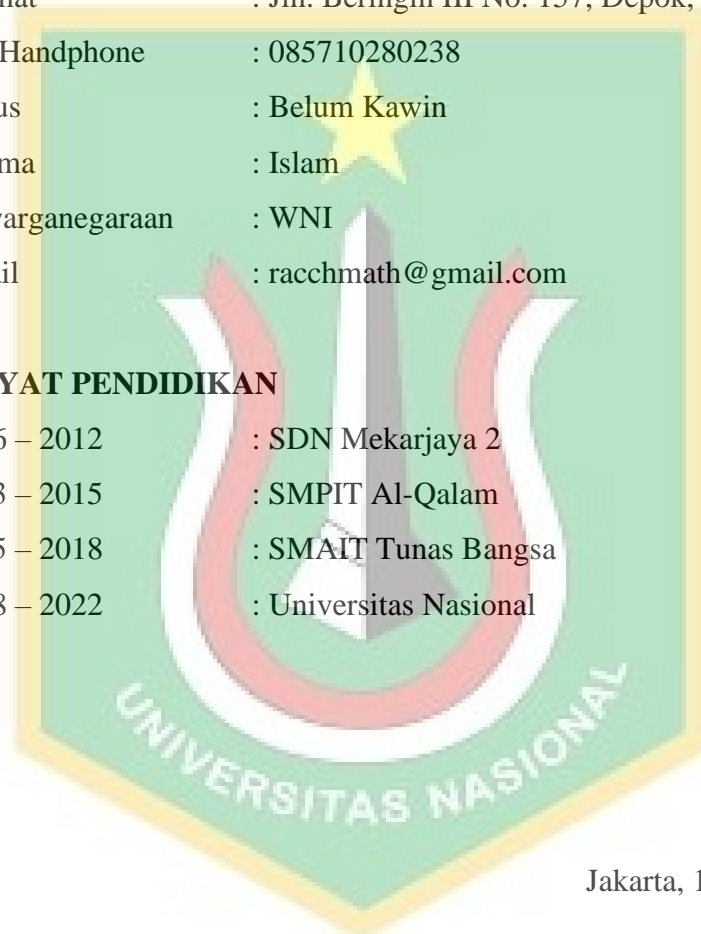 nat : Jln. Beringin III No. 157, Depok,
Handphone : 085710280238
us : Belum Kawin
ma : Islam
varganegaraan : WNI
il : racchmath@gmail.com
YAT PENDIDIKAN
6 – 2012 : SDN Mekarjaya 2
3 – 2015 : SMPIT Al-Qalam
5 – 2018 : SMAIT Tunas Bangsa
8 – 2022 : Universitas Nasional
UNIVERSITAS NASIONAL
Jakarta, 1